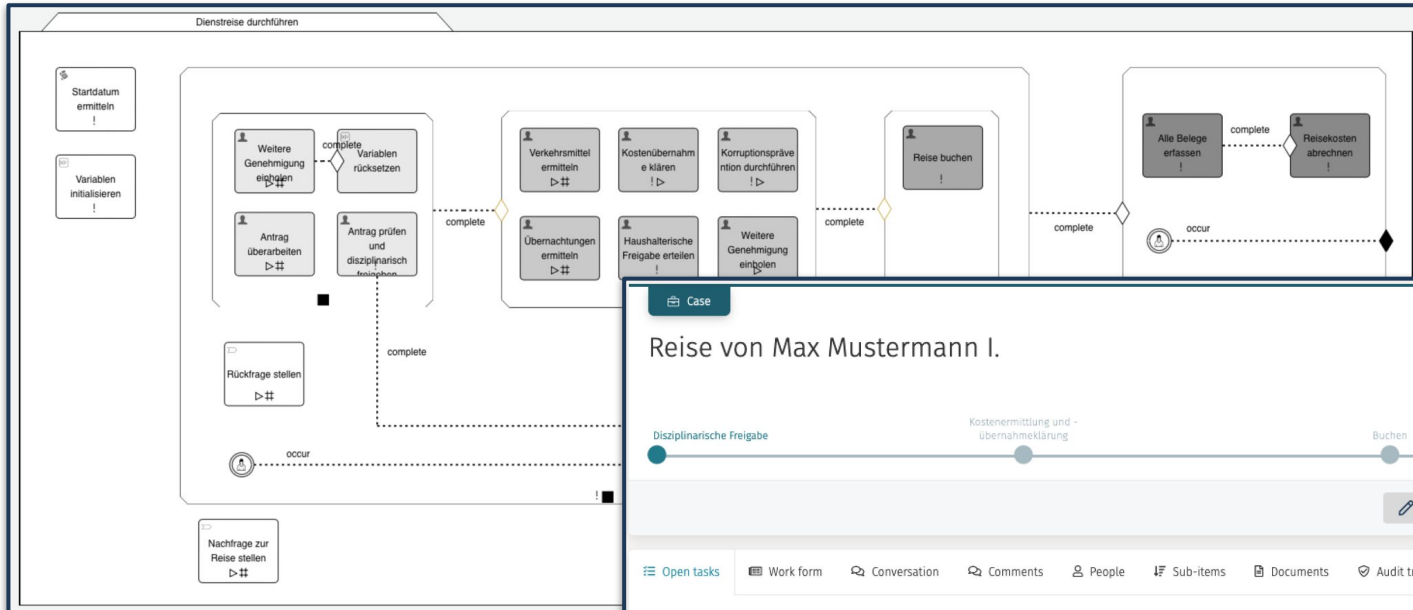 Dienstreise durchführen
Startdatum
ermitteln
!
Variablen
initialisieren
!
Weitere
Genehmigung
einholen
complete
Variablen
rücksetzen
Antrag
überarbeiten
Antrag prüfen
und
disziplinarisch
freigeben
complete
Verkehrsmittel
ermitteln
Kostenübernahm
e klären
!
Korruptionspräve
ntion durchführen
!
Übernachtungen
ermitteln
Haushalterische
Freigabe erteilen
!
Weitere
Genehmigung
einholen
complete
Reise buchen
!
complete
Alle Belege
erfassen
!
complete
Reisekosten
abrechnen
!
occur
complete
Rückfrage stellen
occur
!
Nachfrage zur
Reise stellen
Case
Reise von Max Mustermann I.
Disziplinarische Freigabe
Kostenermittlung und -
übernahmeklärung
Buchen
Open tasks
Work form
Conversation
Comments
People
Sub-items
Documents